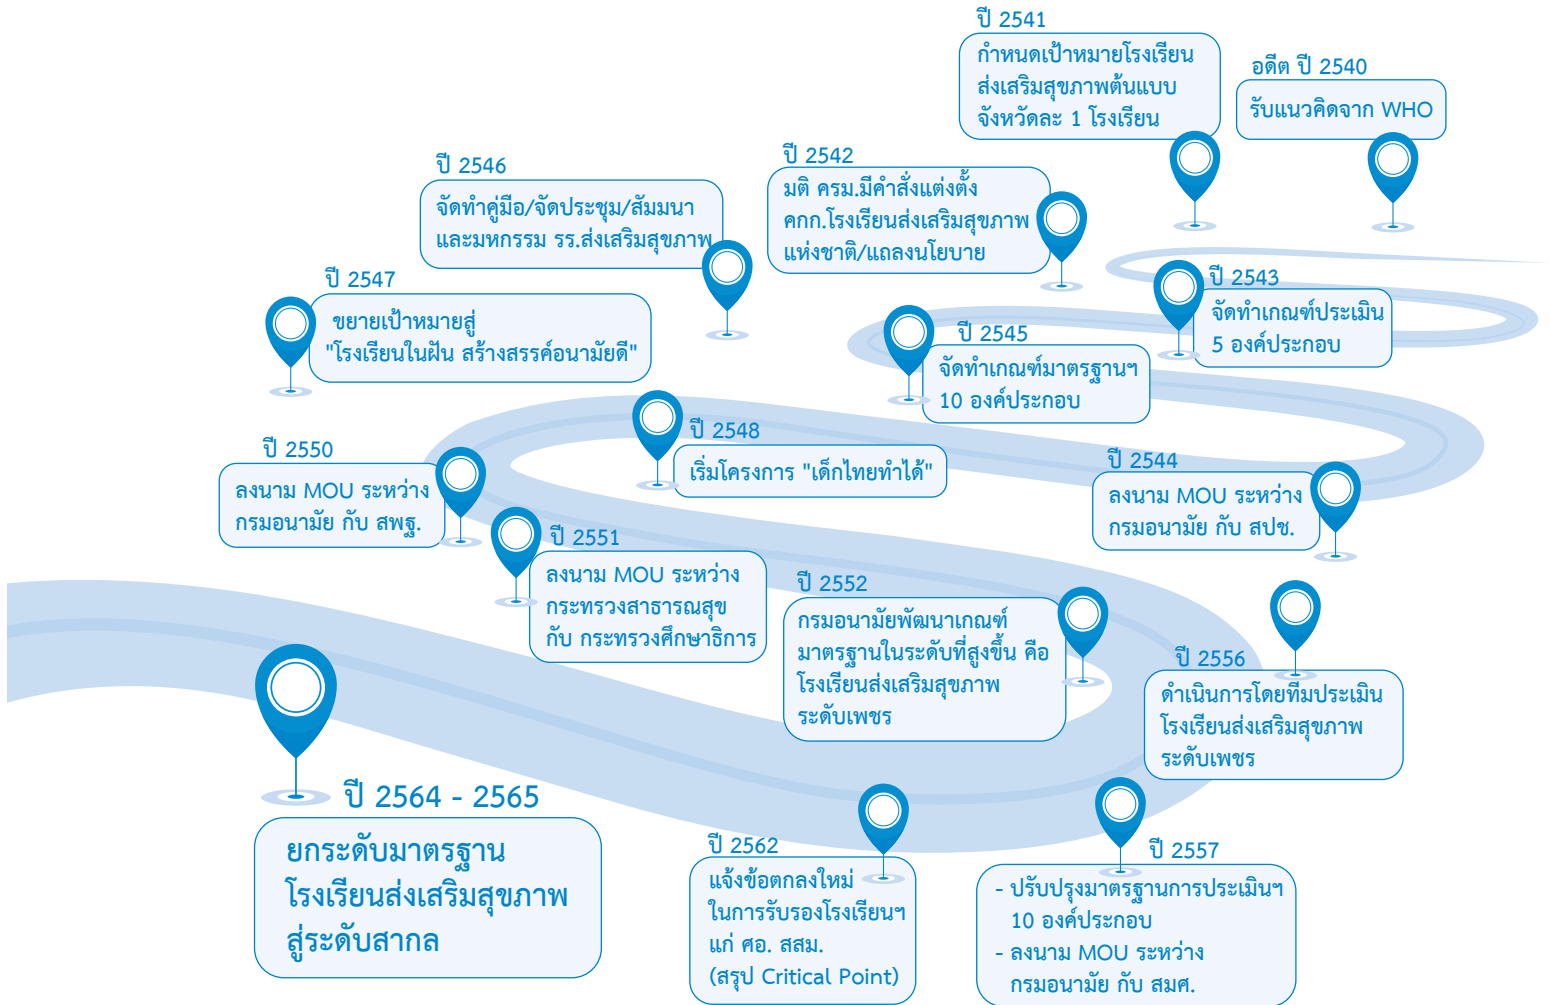 อดีต ปี 2540
รับแนวคิดจาก WHO
ปี 2541
กำหนดเป้าหมายโรงเรียน
ส่งเสริมสุขภาพต้นแบบ
จังหวัดละ 1 โรงเรียน
ปี 2542
มติ ครม.มีคำสั่งแต่งตั้ง
คกก.โรงเรียนส่งเสริมสุขภาพ
แห่งชาติ/แถลงนโยบาย
ปี 2543
จัดทำเกณฑ์ประเมิน
5 องค์ประกอบ
ปี 2544
ลงนาม MOU ระหว่าง
กรมอนามัย กับ สปช.
ปี 2545
จัดทำเกณฑ์มาตรฐานฯ
10 องค์ประกอบ
ปี 2546
จัดทำคู่มือ/จัดประชุม/สัมมนา
และมหกรรม รร.ส่งเสริมสุขภาพ
ปี 2547
ขยายเป้าหมายสู่
"โรงเรียนในฝัน สร้างสรรค์อนามัยดี"
ปี 2548
เริ่มโครงการ "เด็กไทยทำได้"
ปี 2550
ลงนาม MOU ระหว่าง
กรมอนามัย กับ สพฐ.
ปี 2551
ลงนาม MOU ระหว่าง
กระทรวงสาธารณสุข
กับ กระทรวงศึกษาธิการ
ปี 2552
กรมอนามัยพัฒนาเกณฑ์
มาตรฐานในระดับที่สูงขึ้น คือ
โรงเรียนส่งเสริมสุขภาพ
ระดับเพชร
ปี 2556
ดำเนินการโดยทีมประเมิน
โรงเรียนส่งเสริมสุขภาพ
ระดับเพชร
ปี 2557
- ปรับปรุงมาตรฐานการประเมินฯ
10 องค์ประกอบ
- ลงนาม MOU ระหว่าง
กรมอนามัย กับ สมศ.
ปี 2562
แจ้งข้อตกลงใหม่
ในการรับรองโรงเรียนฯ
แก่ ศอ. สสม.
(สรุป Critical Point)
ปี 2564 - 2565
ยกระดับมาตรฐาน
โรงเรียนส่งเสริมสุขภาพ
สู่ระดับสากล